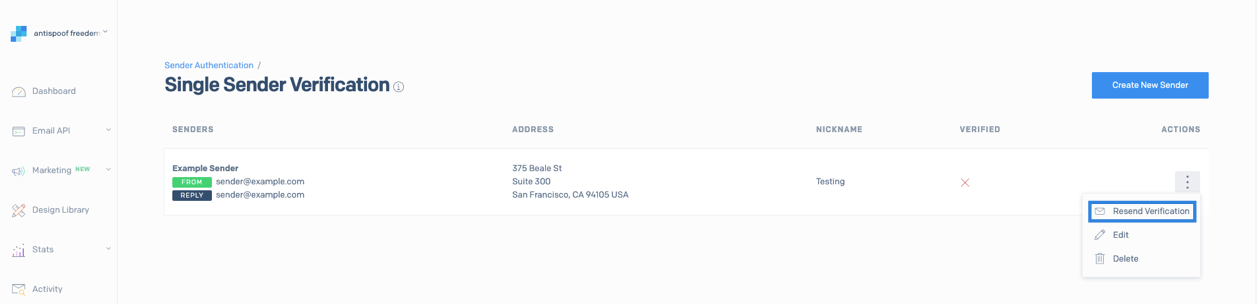 antispoof freedom
Dashboard
Email API
Marketing NEW
Design Library
Stats
Activity
Sender Authentication /
Single Sender Verification
Create New Sender
SENDERS ADDRESS NICKNAME VERIFIED ACTIONS
Example Sender
FROM sender@example.com
REPLY sender@example.com
375 Beale St
Suite 300
San Francisco, CA 94105 USA
Testing
Resend Verification
Edit
Delete